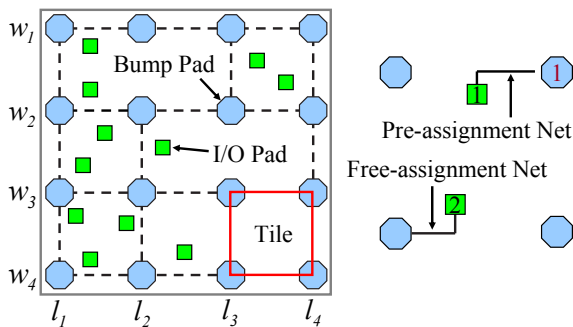 w1
w2
w3
w4
l1
l2
l3
l4
Bump Pad
I/O Pad
Tile
1
1
Pre-assignment Net
Free-assignment Net
2